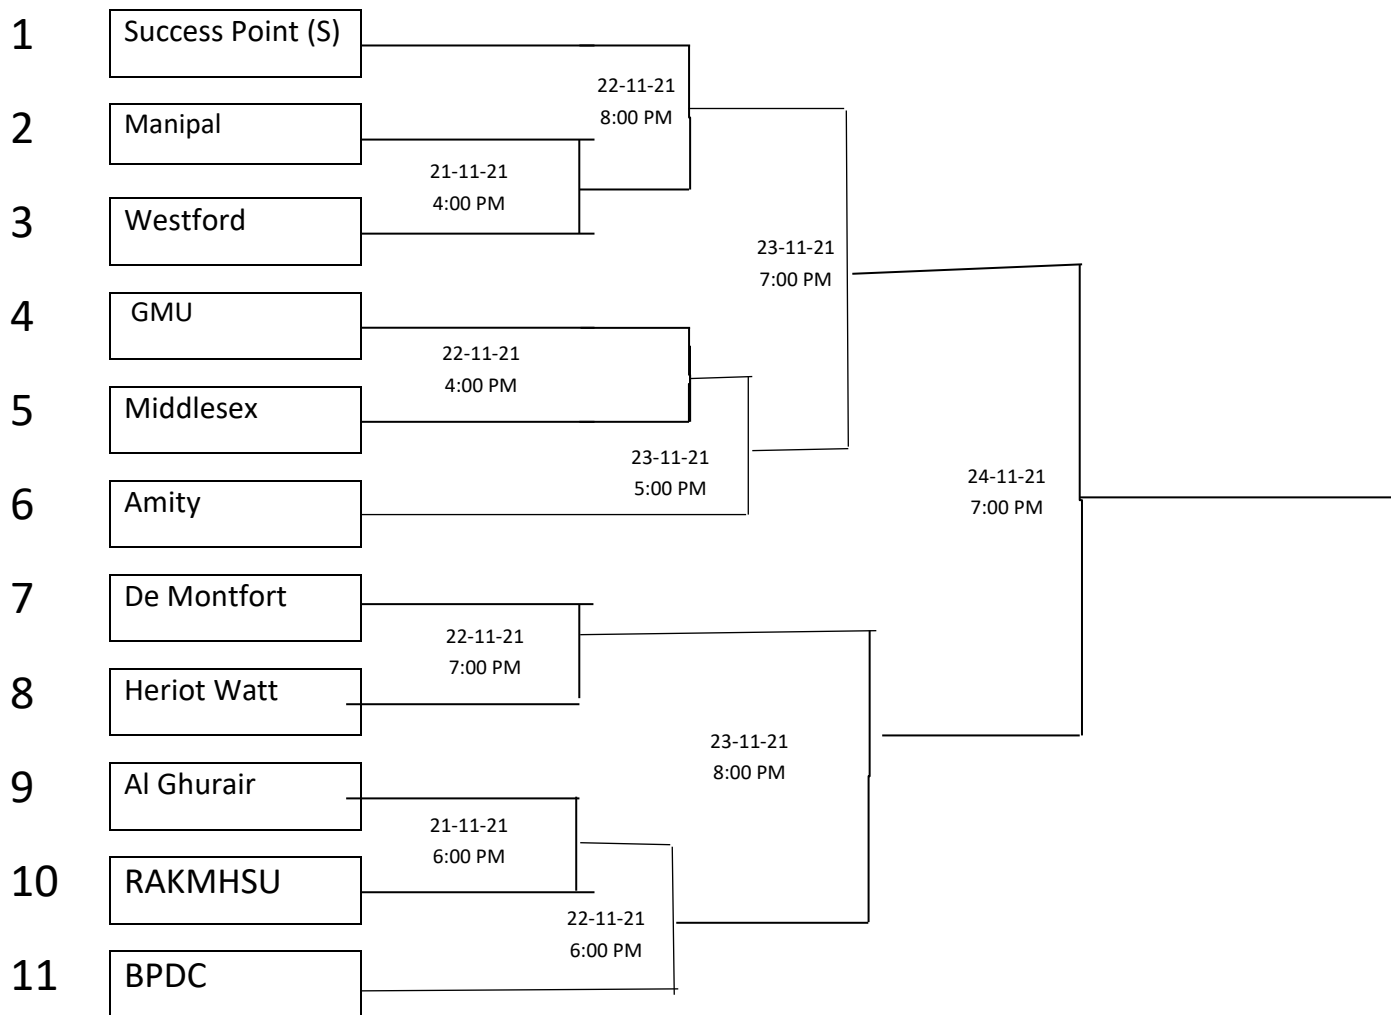 1 Success Point (S)
22-11-21
8:00 PM
2 Manipal
21-11-21
4:00 PM
3 Westford
23-11-21
7:00 PM
4 GMU
22-11-21
4:00 PM
5 Middlesex
23-11-21
5:00 PM
24-11-21
7:00 PM
6 Amity
7 De Montfort
22-11-21
7:00 PM
8 Heriot Watt
23-11-21
8:00 PM
9 Al Ghurair
21-11-21
6:00 PM
10 RAKMHSU
22-11-21
6:00 PM
11 BPDC